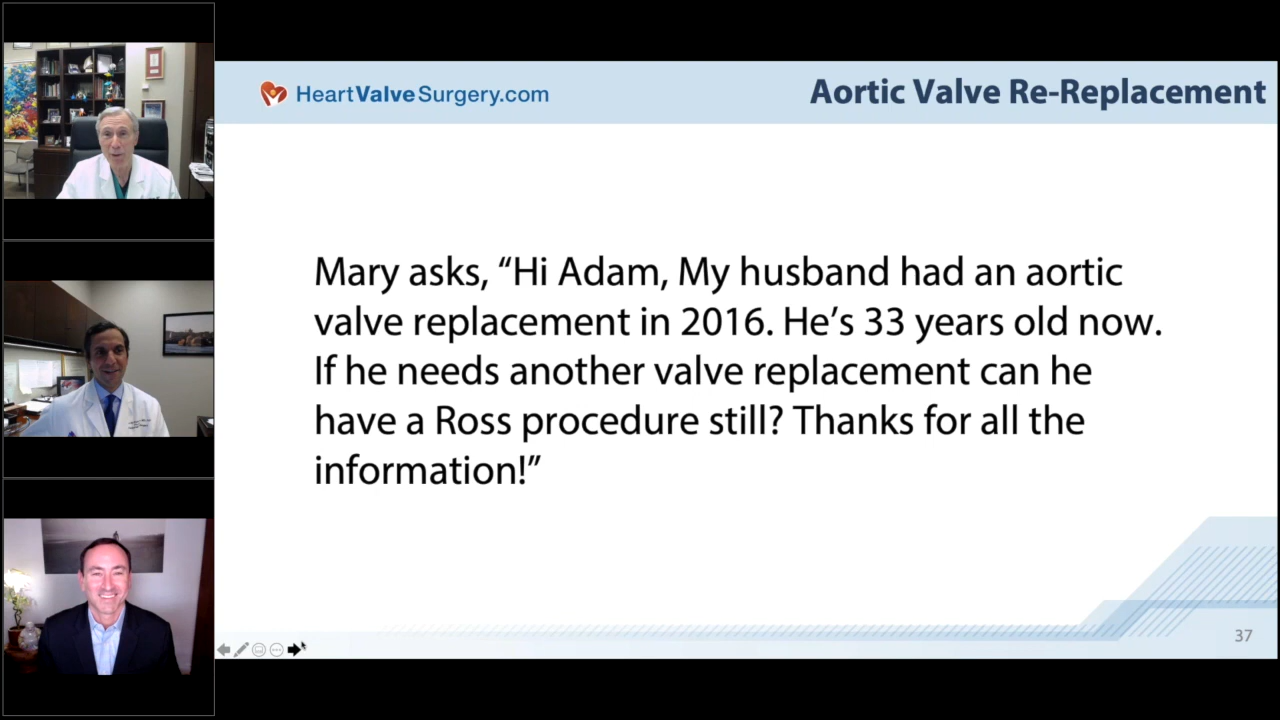 HeartValveSurgery.com
Aortic Valve Re-Replacement
Mary asks, “Hi Adam, My husband had an aortic
valve replacement in 2016. He’s 33 years old now.
If he needs another valve replacement can he
have a Ross procedure still? Thanks for all the
information!”
37